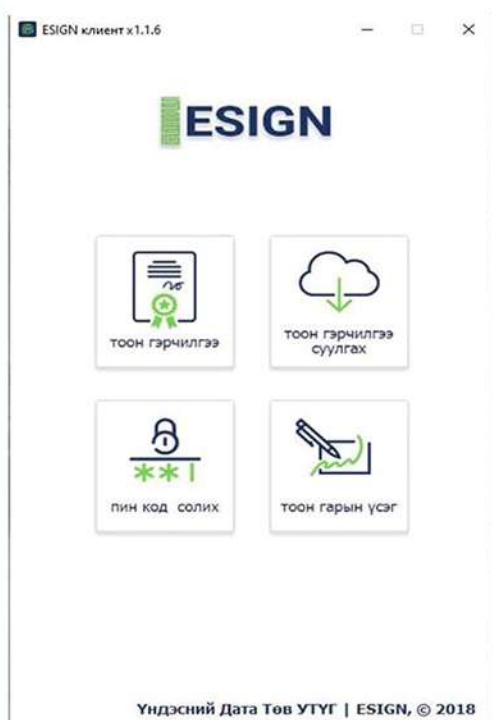 ESIGN клиент x1.1.6
ESIGN
тоон гэрчилгээ
тоон гэрчилгээ
суулгах
пин код солих
тоон гарын үсэг
Үндэсний Дата Төв УТҮГ | ESIGN, © 2018